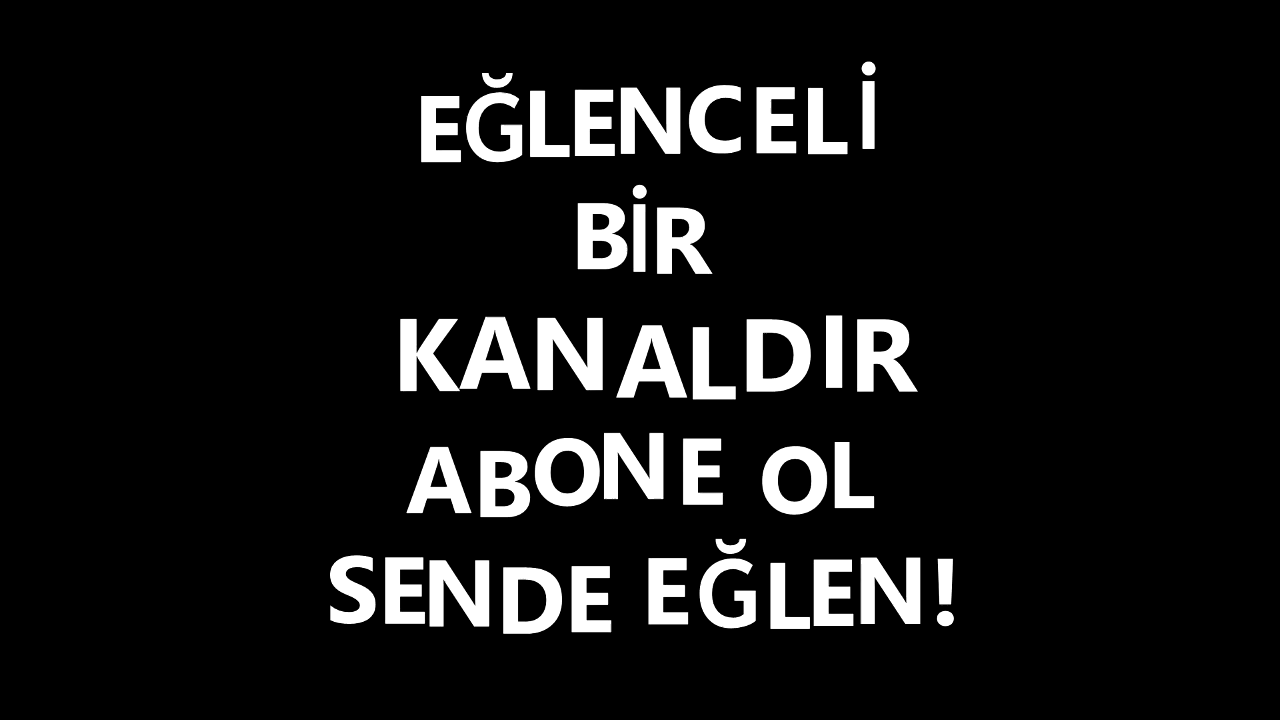 EĞLENCELİ
BİR
KANALDIR
ABONE OL
SENDE EĞLEN!